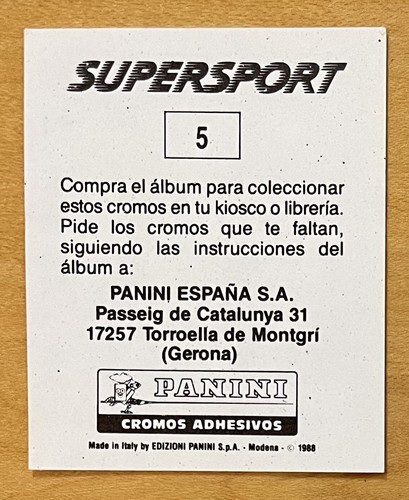 SUPERSPORT
5
Compra el álbum para coleccionar
estos cromos en tu kiosco o librería.
Pide los cromos que te faltan,
siguiendo las instrucciones del
álbum a:
PANINI ESPAÑA S.A.
Passeig de Catalunya 31
17257 Torroella de Montgrí
(Gerona)
PANINI
CROMOS ADHESIVOS
Made in Italy by EDIZIONI PANINI S.p.A. - Modena - © 1988